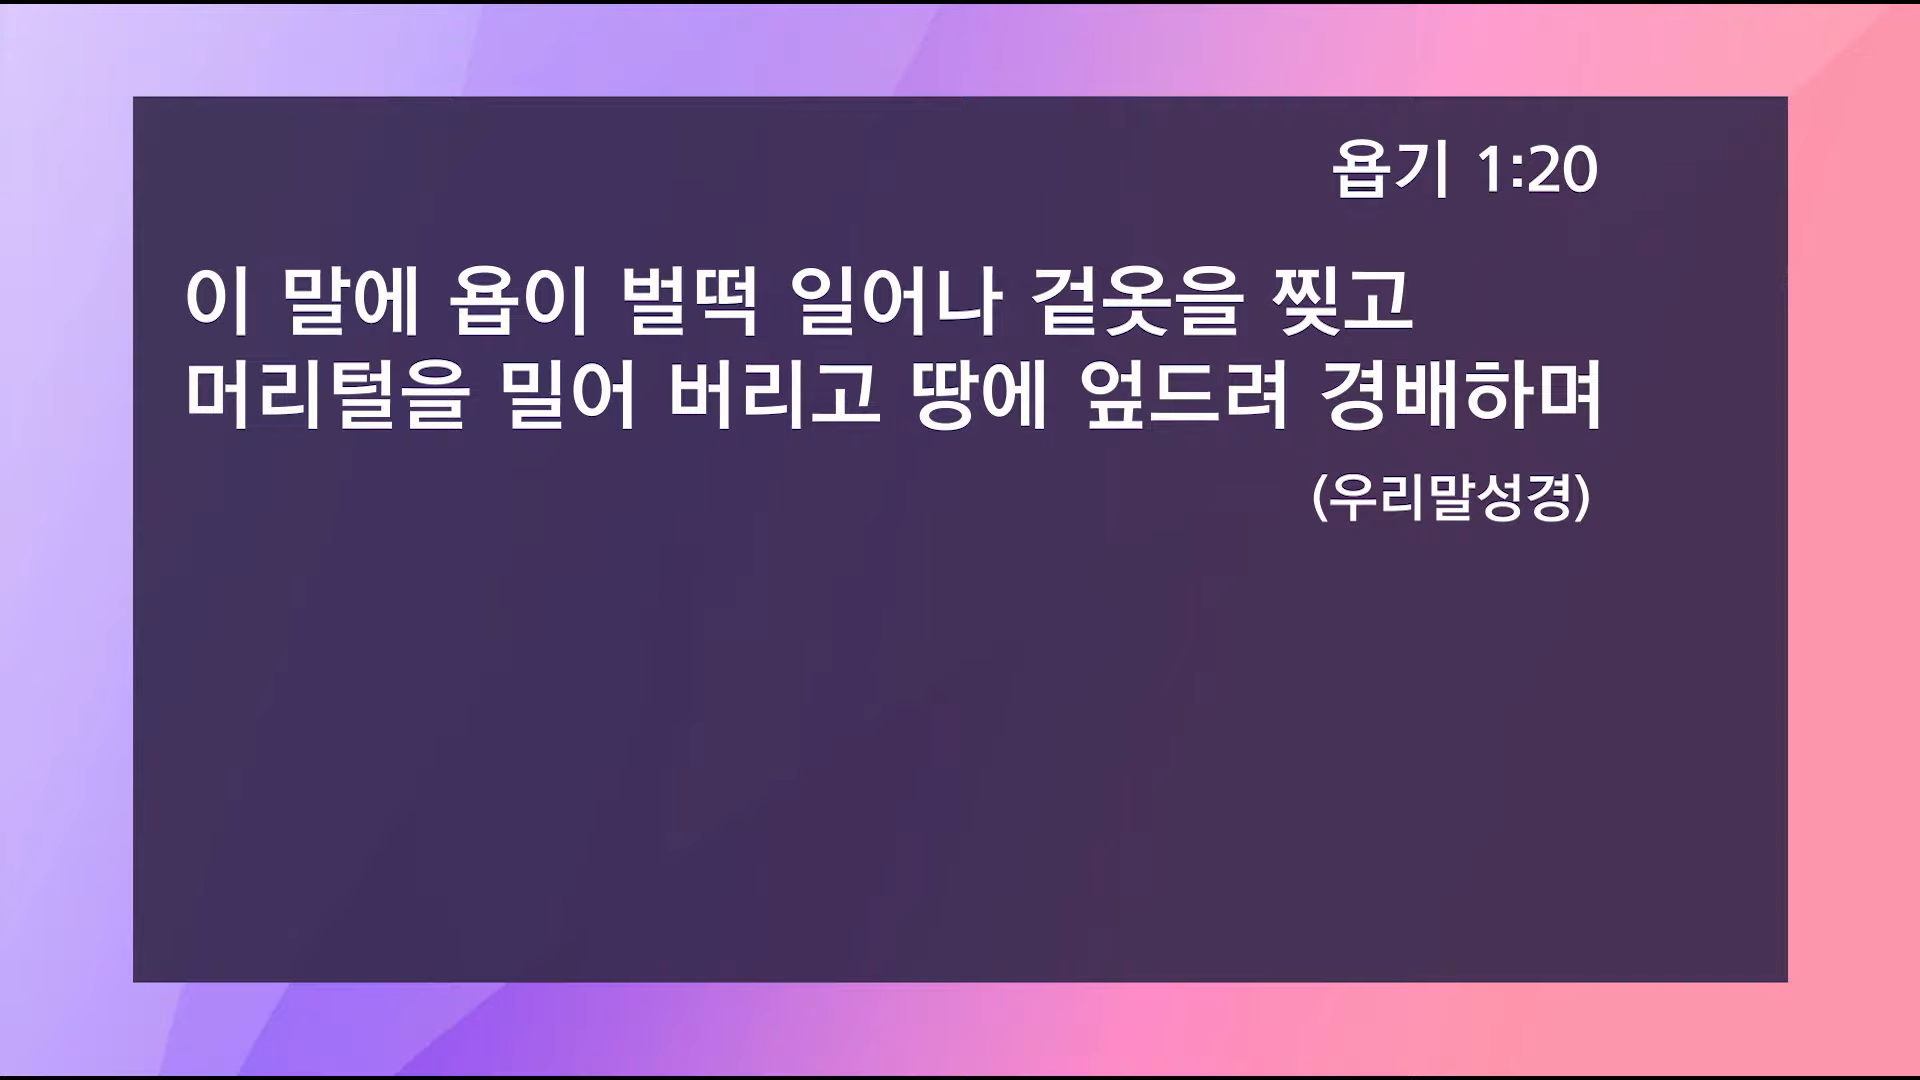 욥기 1:20
이 말에 욥이 벌떡 일어나 겉옷을 찢고
머리털을 밀어 버리고 땅에 엎드려 경배하며
(우리말성경)